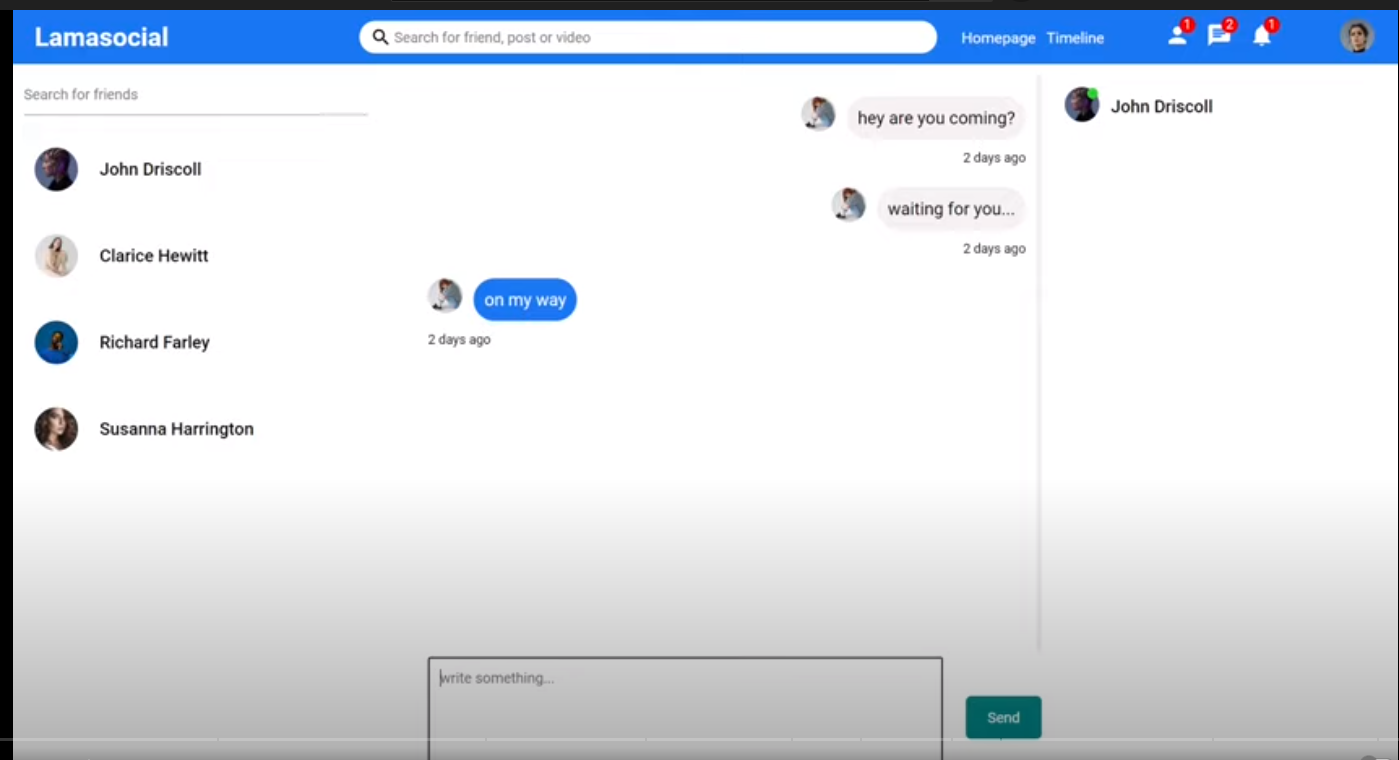 Lamasocial
Search for friend, post or video
Homepage Timeline
1
2
1
Search for friends
John Driscoll
Clarice Hewitt
Richard Farley
Susanna Harrington
hey are you coming?
2 days ago
waiting for you...
2 days ago
on my way
2 days ago
write something...
Send
John Driscoll